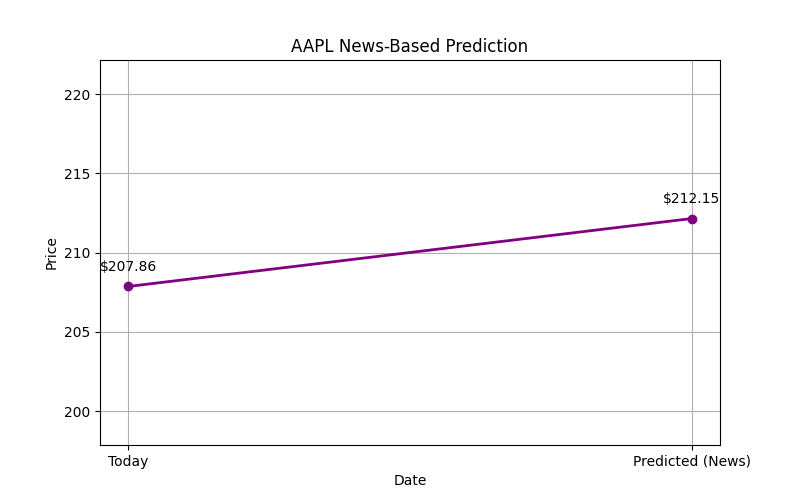 AAPL News-Based Prediction
220
215
210
205
200
Price
$207.86
$212.15
Today
Predicted (News)
Date